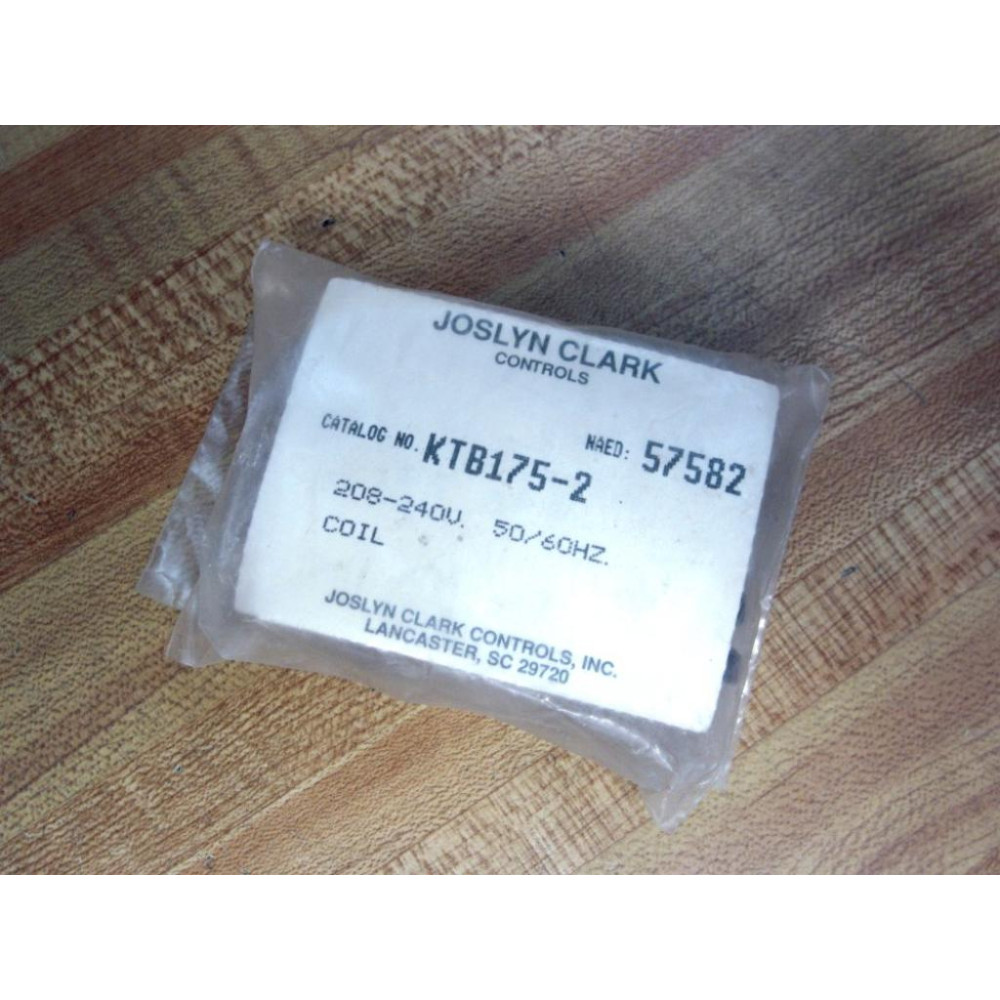 JOSLYN CLARK
CONTROLS
CATALOG NO. KTB175-2 NAED: 57582
208-240V. 50/60HZ.
COIL
JOSLYN CLARK CONTROLS, INC.
LANCASTER, SC 29720